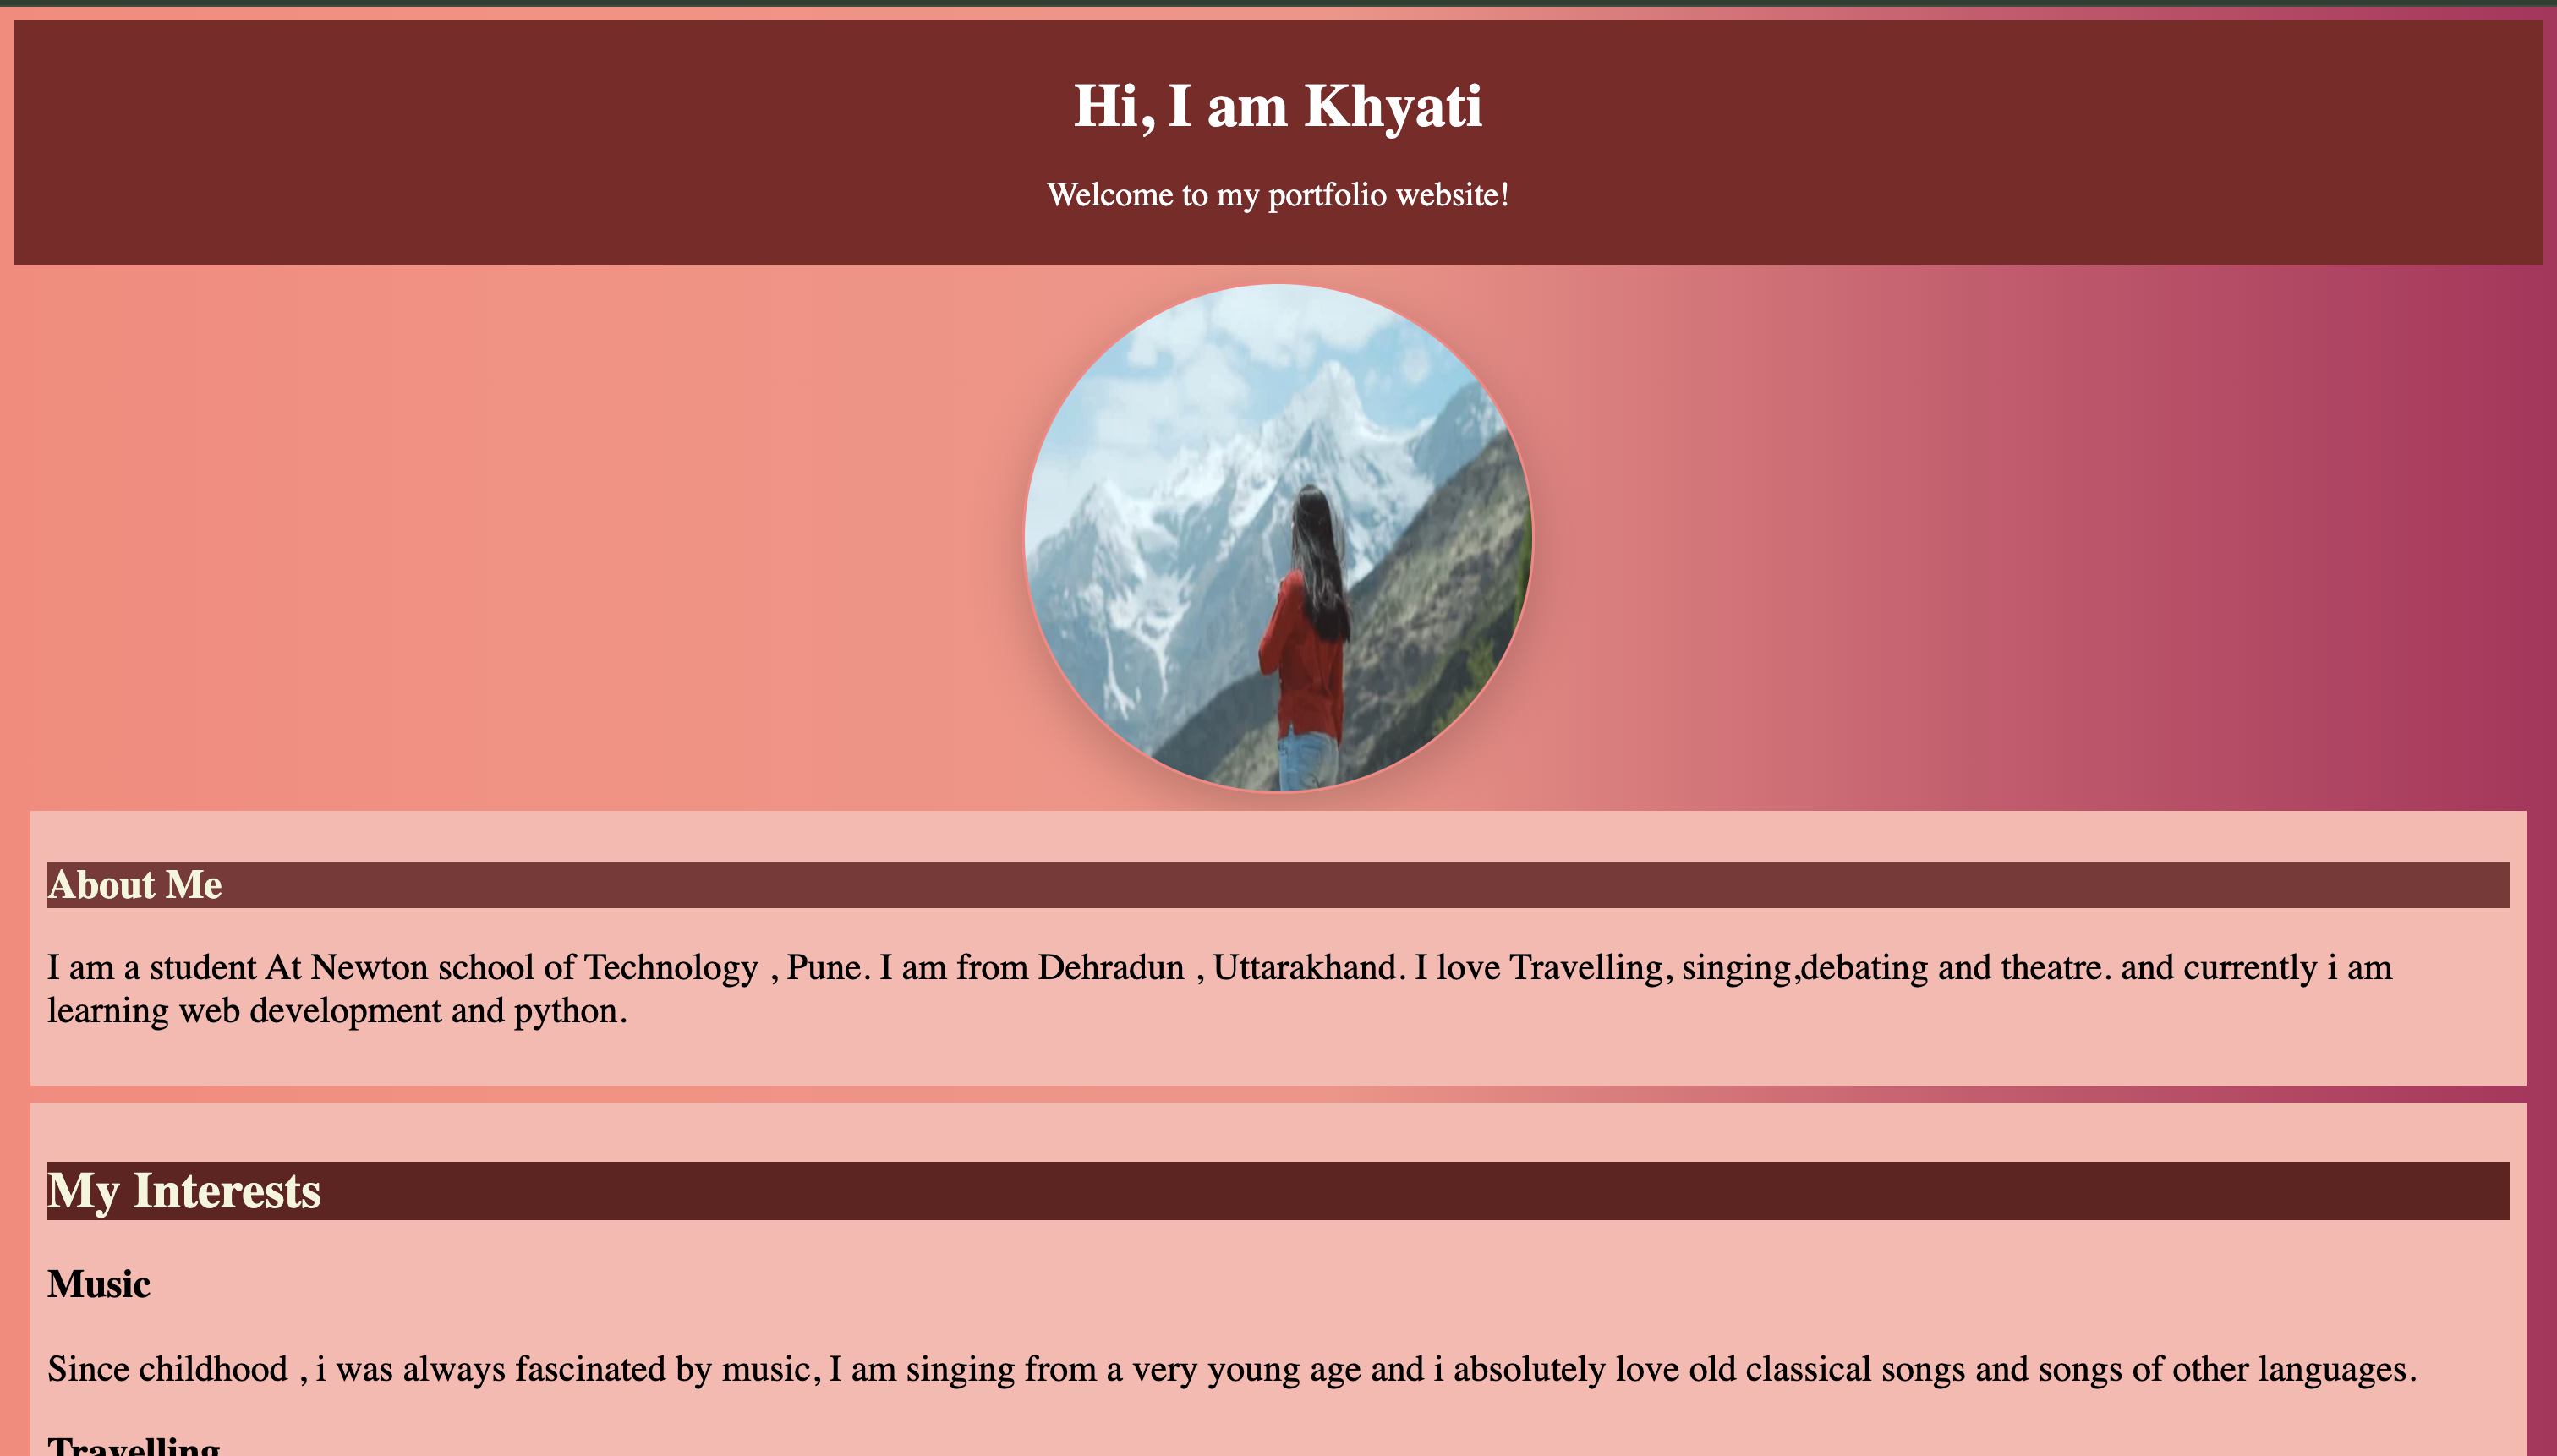 Hi, I am Khyati
Welcome to my portfolio website!
About Me
I am a student At Newton school of Technology , Pune. I am from Dehradun , Uttarakhand. I love Travelling, singing,debating and theatre. and currently i am
learning web development and python.
My Interests
Music
Since childhood , i was always fascinated by music, I am singing from a very young age and i absolutely love old classical songs and songs of other languages.
Travelling